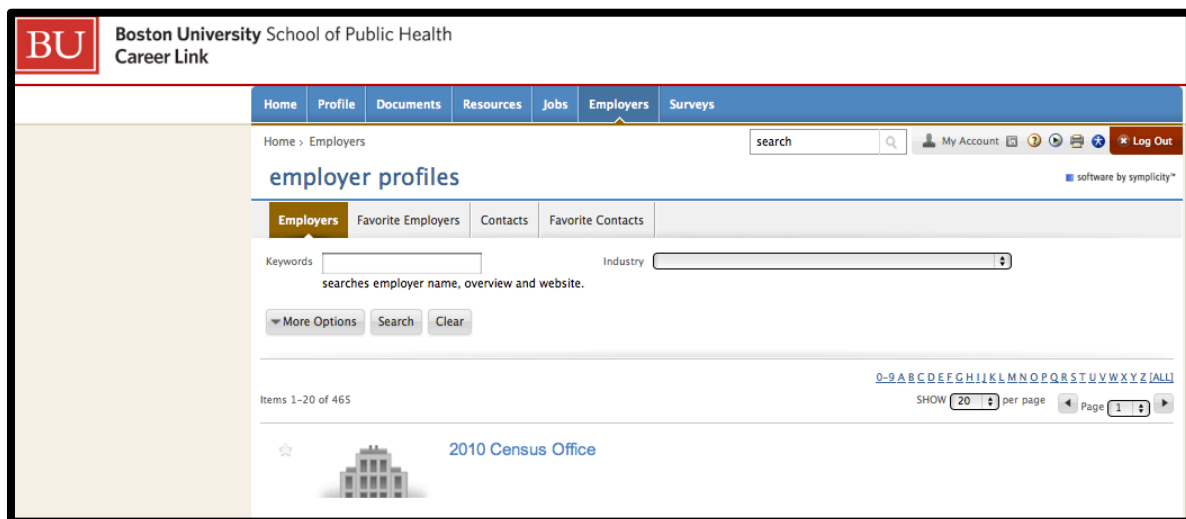 BU
Boston University School of Public Health
Career Link
Home Profile Documents Resources Jobs Employers Surveys
Home › Employers
search
My Account
Log Out
employer profiles
software by symplicity™
Employers Favorite Employers Contacts Favorite Contacts
Keywords
Industry
searches employer name, overview and website.
More Options Search Clear
0-9 A B C D E F G H I J K L M N O P Q R S T U V W X Y Z [ALL]
Items 1-20 of 465
SHOW 20 per page
Page 1
2010 Census Office